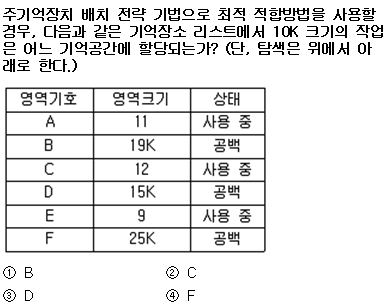 주기억장치 배치 전략 기법으로 최적 적합방법을 사용할
경우, 다음과 같은 기억장소 리스트에서 10K 크기의 작업
은 어느 기억공간에 할당되는가? (단, 탐색은 위에서 아
래로 한다.)
영역기호 영역크기 상태
A 11 사용 중
B 19K 공백
C 12 사용 중
D 15K 공백
E 9 사용 중
F 25K 공백
① B ② C
③ D ④ F